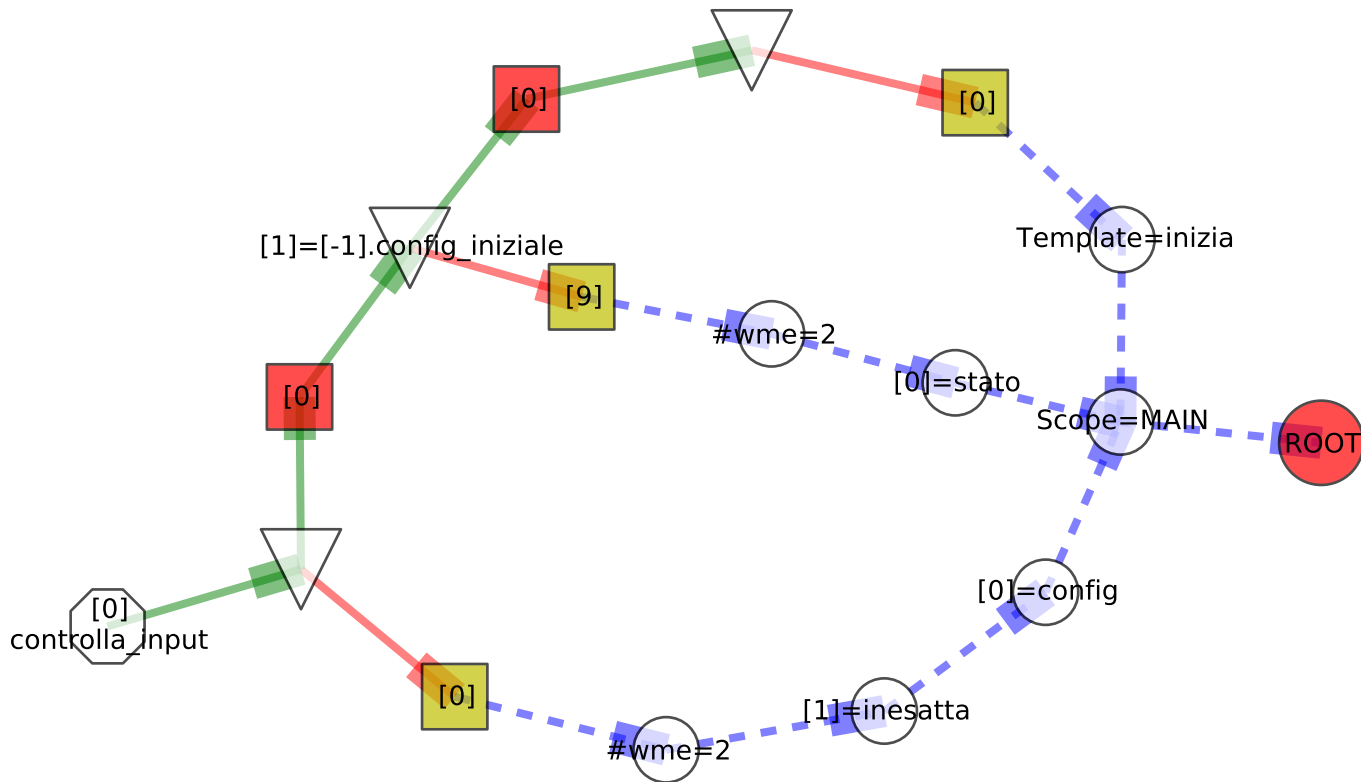 [0]
[0]
Template=inizia
[1]=[-1].config_iniziale
[9]
#wme=2
[0]=stato
[0]
Scope=MAIN
ROOT
[0]=config
[0]
controlla_input
[0]
[1]=inesatta
#wme=2